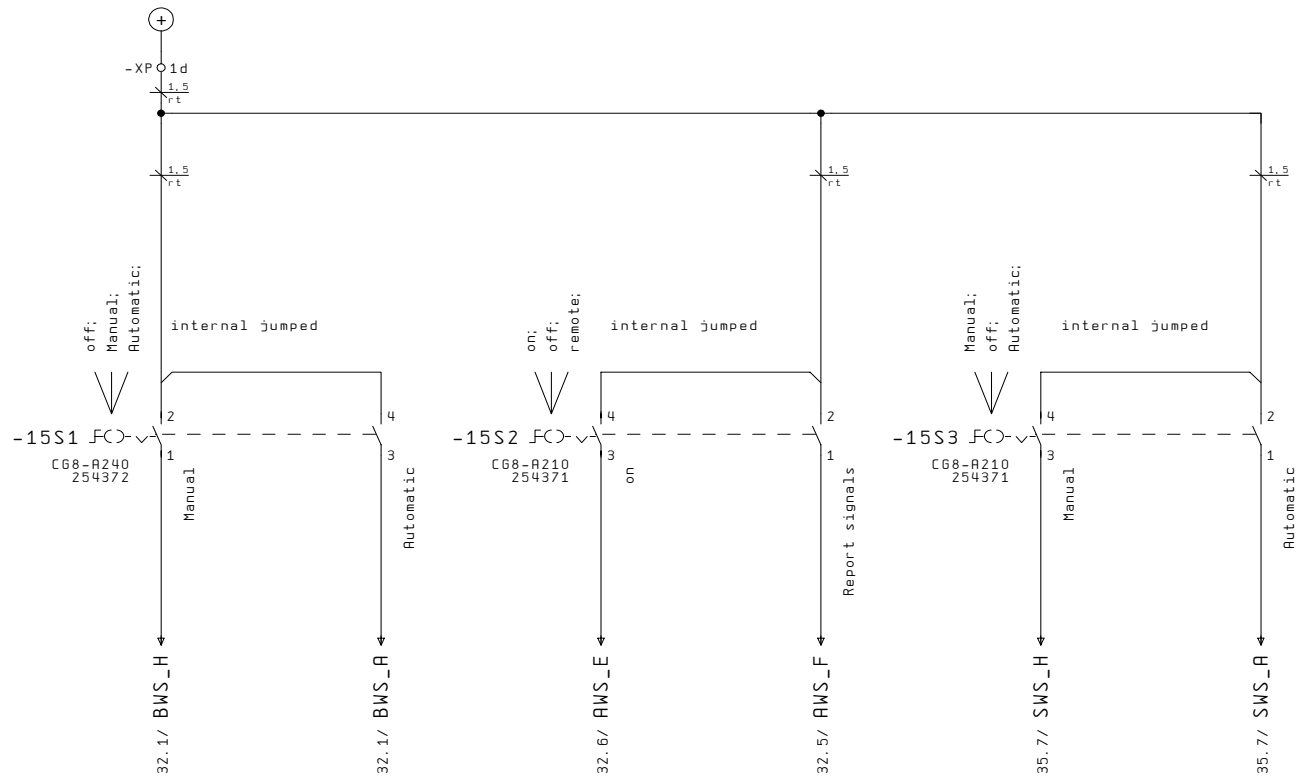 +
-XP 1d
1,5
rt
1,5
rt
1,5
rt
1,5
rt
off;
Manual;
Automatic;
internal jumped
on;
off;
remote;
internal jumped
Manual;
off;
Automatic;
internal jumped
2
4
-15S1
CG8-A240
254372
1
3
Manual
Automatic
4
2
-15S2
CG8-A210
254371
3
1
on
Report signals
4
2
-15S3
CG8-A210
254371
3
1
Manual
Automatic
32.1/ BWS_H
32.1/ BWS_A
32.6/ AWS_E
32.5/ AWS_F
35.7/ SWS_H
35.7/ SWS_A